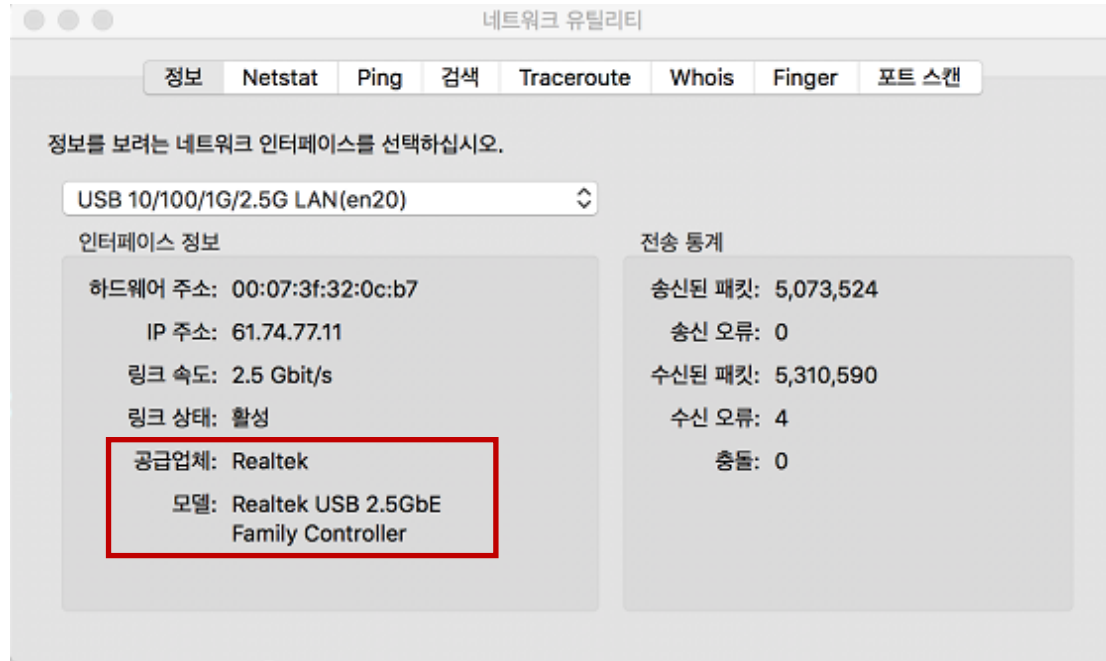 네트워크 유틸리티
정보 Netstat Ping 검색 Traceroute Whois Finger 포트 스캔
정보를 보려는 네트워크 인터페이스를 선택하십시오.
USB 10/100/1G/2.5G LAN(en20)
인터페이스 정보
하드웨어 주소: 00:07:3f:32:0c:b7
IP 주소: 61.74.77.11
링크 속도: 2.5 Gbit/s
링크 상태: 활성
공급업체: Realtek
모델: Realtek USB 2.5GbE
Family Controller
전송 통계
송신된 패킷: 5,073,524
송신 오류: 0
수신된 패킷: 5,310,590
수신 오류: 4
충돌: 0